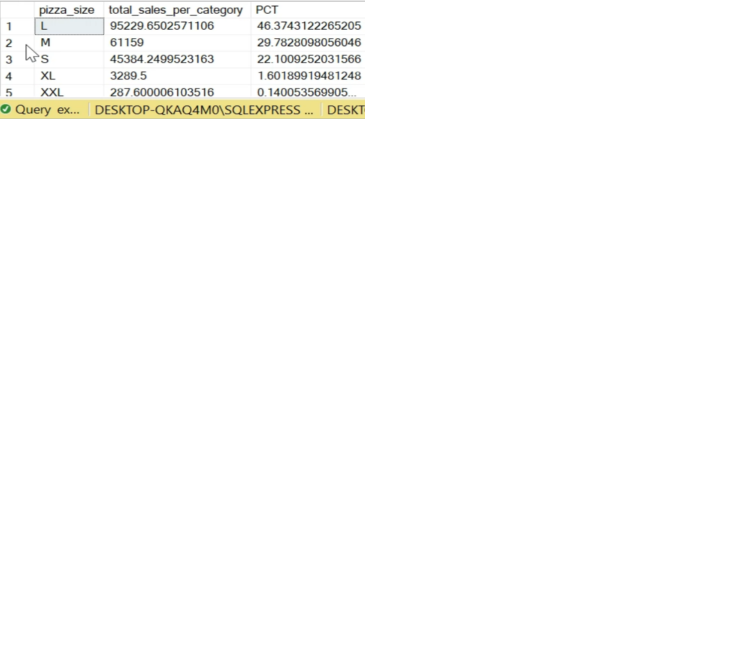 pizza_size total_sales_per_category PCT
1 L 95229.6502571106 46.3743122265205
2 M 61159 29.7828098056046
3 S 45384.2499523163 22.1009252031566
4 XL 3289.5 1.60189919481248
5 XXL 287.600006103516 0.140053569905...
Query ex... DESKTOP-QKAQ4M0\SQLEXPRESS ... DESKT